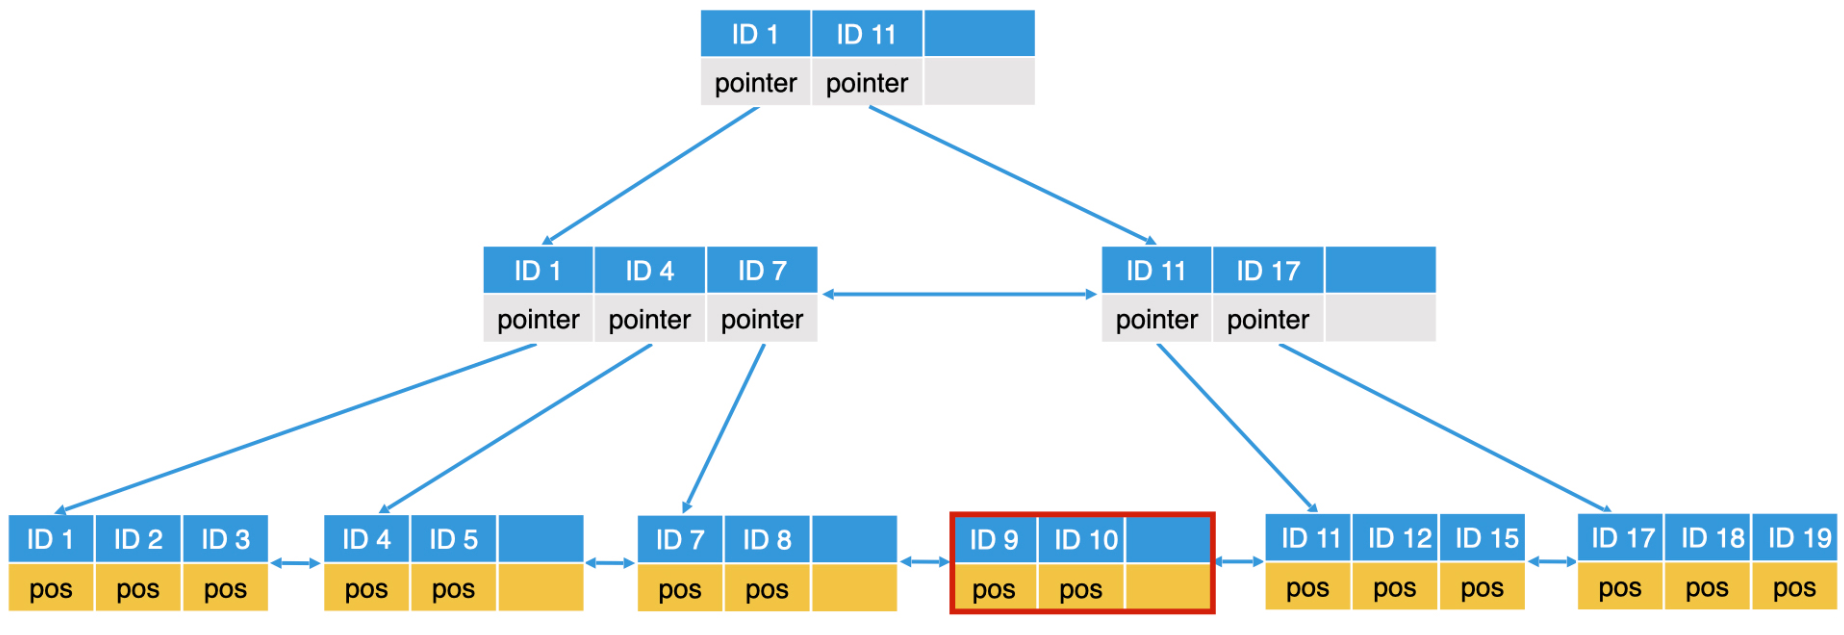 ID 1 ID 11
pointer pointer
ID 1 ID 4 ID 7 ID 11 ID 17
pointer pointer pointer pointer pointer
ID 1 ID 2 ID 3 ID 4 ID 5 ID 7 ID 8 ID 9 ID 10 ID 11 ID 12 ID 15 ID 17 ID 18 ID 19
pos pos pos pos pos pos pos pos pos pos pos pos pos pos pos